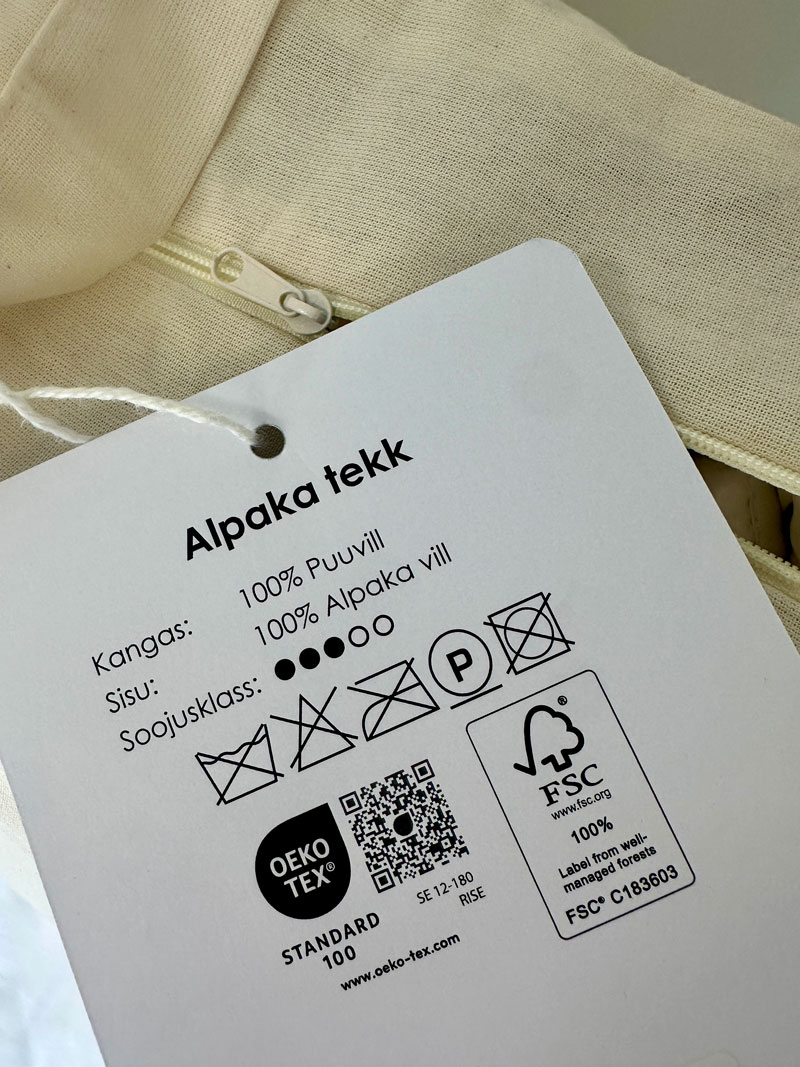 Alpaka tekk
Kangas: 100% Puuvill
Sisu: 100% Alpaka vill
Soojusklass:
P
OEKO
TEX®
STANDARD
100
SE 12-180
RISE
www.oeko-tex.com
®
FSC
www.fsc.org
100%
Label from well-
managed forests
FSC® C183603